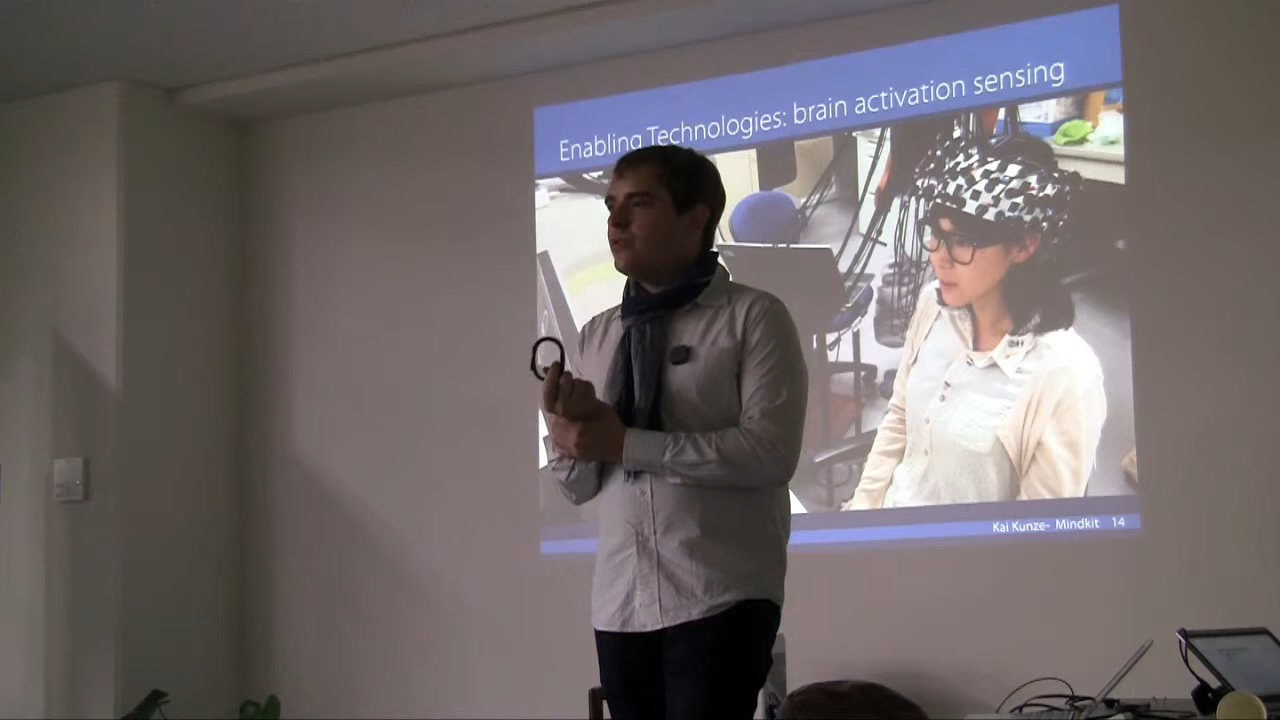 Enabling Technologies: brain activation sensing
Kai Kunze- Mindkit 14